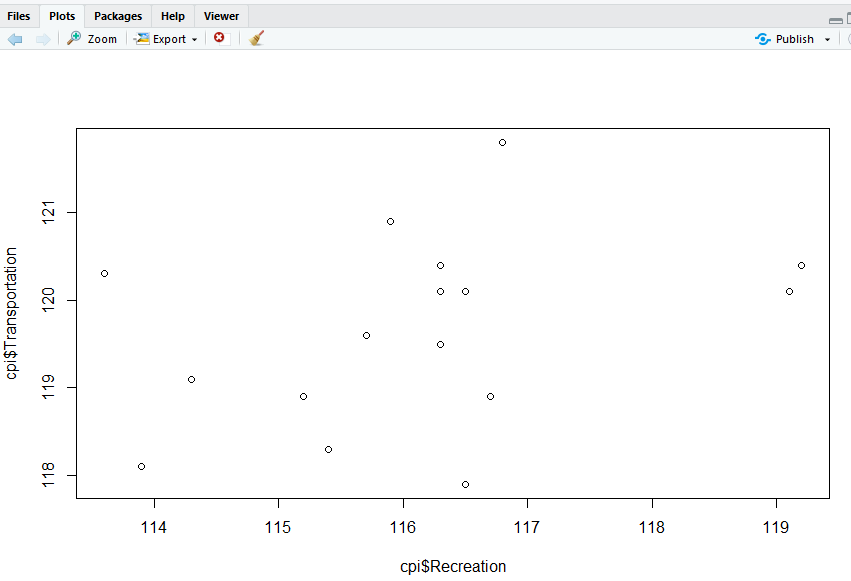 Files Plots Packages Help Viewer
Zoom Export Publish
121
120
119
118
cpi$Transportation
114 115 116 117 118 119
cpi$Recreation